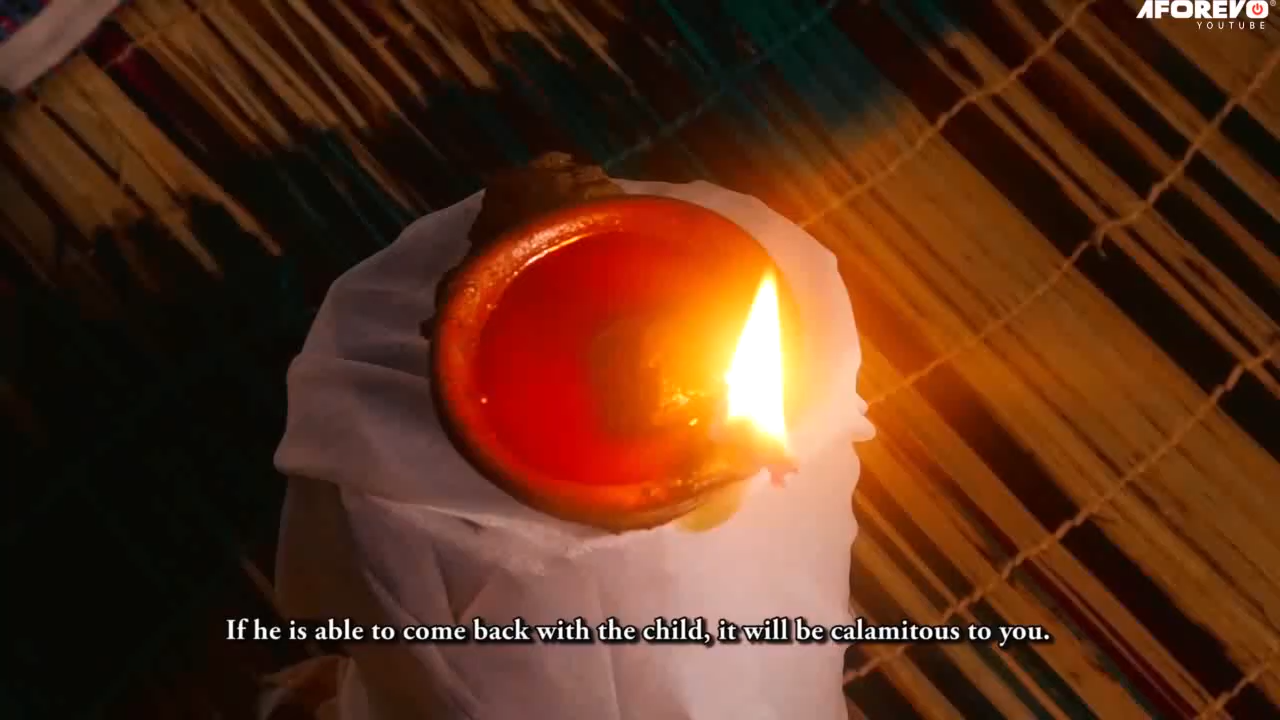 AFOREVO
YOUTUBE
If he is able to come back with the child, it will be calamitous to you.